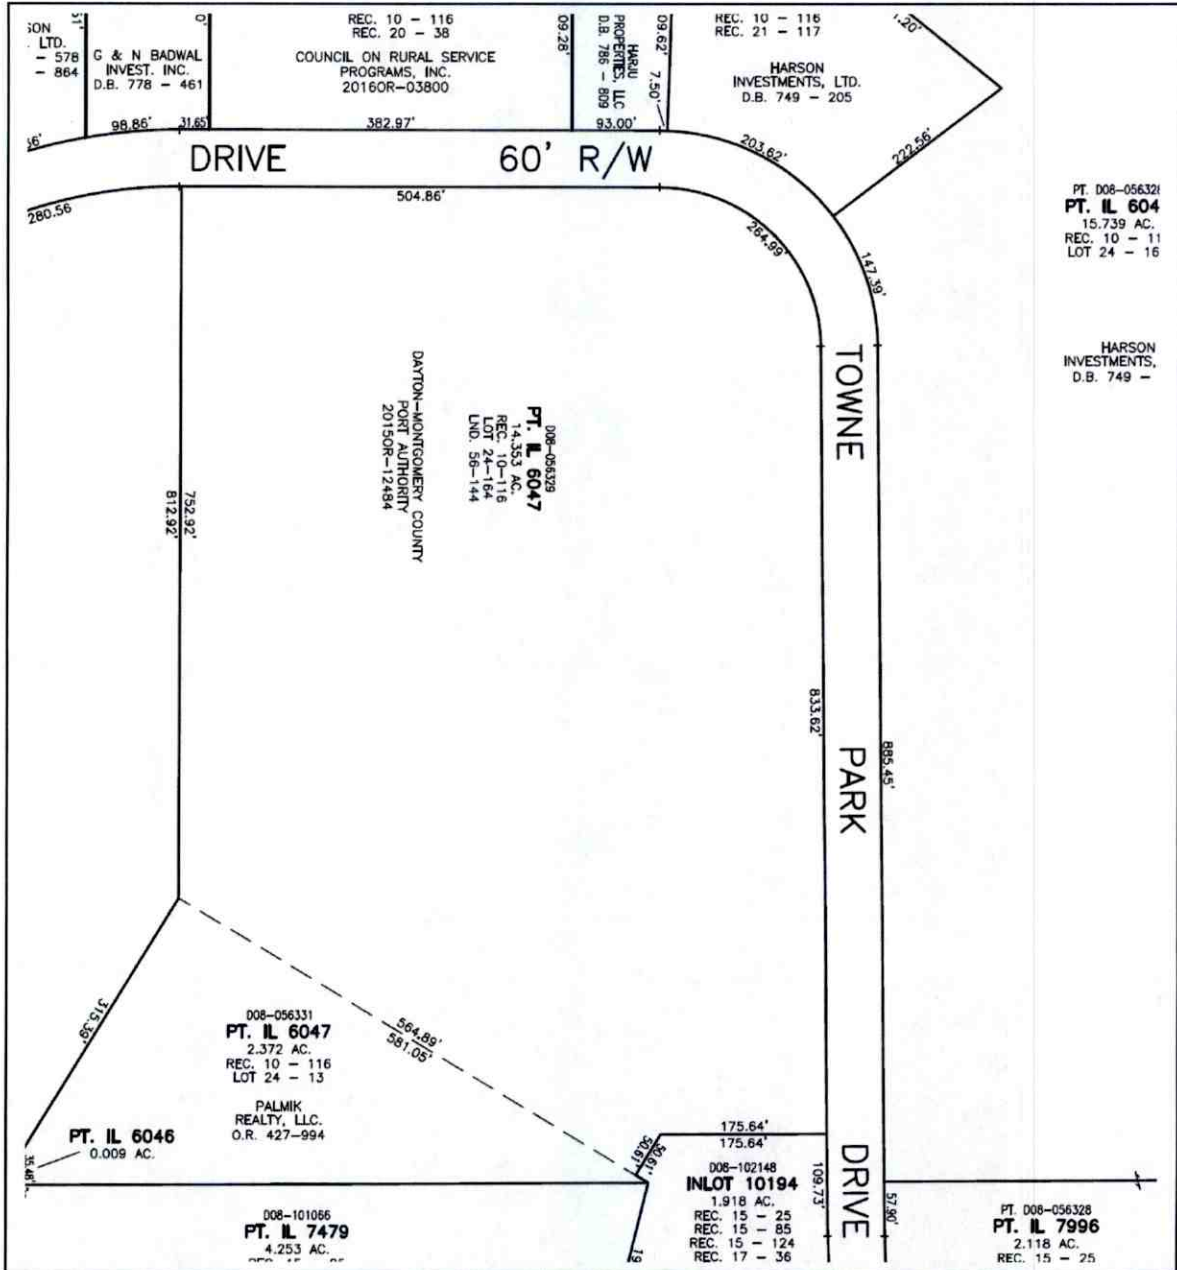 SON
LTD.
- 578
- 864
G & N BADWAL
INVEST. INC.
D.B. 778 - 461
REC. 10 - 116
REC. 20 - 38
COUNCIL ON RURAL SERVICE
PROGRAMS, INC.
2016OR-03800
09.28'
HARJU
PROPERTIES, LLC
D.B. 786 - 809
09.62'
7.50'
REC. 10 - 116
REC. 21 - 117
HARSON
INVESTMENTS, LTD.
D.B. 749 - 205
1.20'
98.86'
31.65'
382.97'
93.00'
203.62'
222.56'
DRIVE 60' R/W
280.56
504.86'
264.99'
147.39'
PT. D08-056328
PT. IL 604
15.739 AC.
REC. 10 - 11
LOT 24 - 16
HARSON
INVESTMENTS,
D.B. 749 -
TOWNE
PARK
DRIVE
D08-056329
PT. IL 6047
14.353 AC.
REC. 10-116
LOT 24-164
LND. 56-144
DAYTON-MONTGOMERY COUNTY
PORT AUTHORITY
2015OR-12484
752.92'
812.92'
833.62'
885.45'
315.39'
564.89'
581.05'
D08-056331
PT. IL 6047
2.372 AC.
REC. 10 - 116
LOT 24 - 13
PALMIK
REALTY, LLC.
O.R. 427-994
PT. IL 6046
0.009 AC.
35.48'
175.64'
175.64'
50.61'
50.61'
109.73'
57.90'
D08-102148
INLOT 10194
1.918 AC.
REC. 15 - 25
REC. 15 - 85
REC. 15 - 124
REC. 17 - 36
D08-101066
PT. IL 7479
4.253 AC.
PT. D08-056328
PT. IL 7996
2.118 AC.
REC. 15 - 25